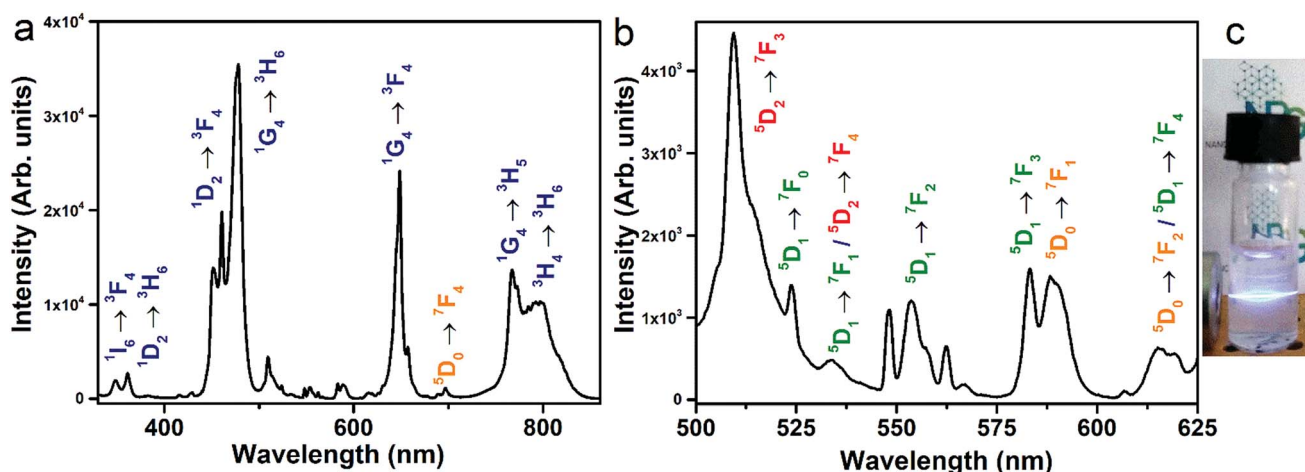 a
4x10⁴
3x10⁴
2x10⁴
1x10⁴
0
Intensity (Arb. units)
400
600
800
Wavelength (nm)
¹I₆ → ³F₄
¹D₂ → ³H₆
¹D₂ → ³F₄
¹G₄ → ³H₆
¹G₄ → ³F₄
⁵D₀ → ⁷F₄
¹G₄ → ³H₅
³H₄ → ³H₆
b
4x10³
3x10³
2x10³
1x10³
0
Intensity (Arb. units)
500
525
550
575
600
625
Wavelength (nm)
⁵D₂ → ⁷F₃
⁵D₁ → ⁷F₀
⁵D₁ → ⁷F₁ / ⁵D₂ → ⁷F₄
⁵D₁ → ⁷F₂
⁵D₁ → ⁷F₃
⁵D₀ → ⁷F₁
⁵D₀ → ⁷F₂ / ⁵D₁ → ⁷F₄
c